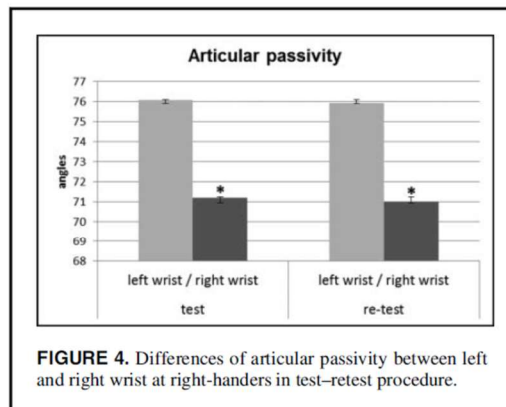 Articular passivity
77
76
75
74
73
72
71
70
69
68
angles
*
*
left wrist / right wrist
left wrist / right wrist
test
re-test
FIGURE 4. Differences of articular passivity between left
and right wrist at right-handers in test–retest procedure.